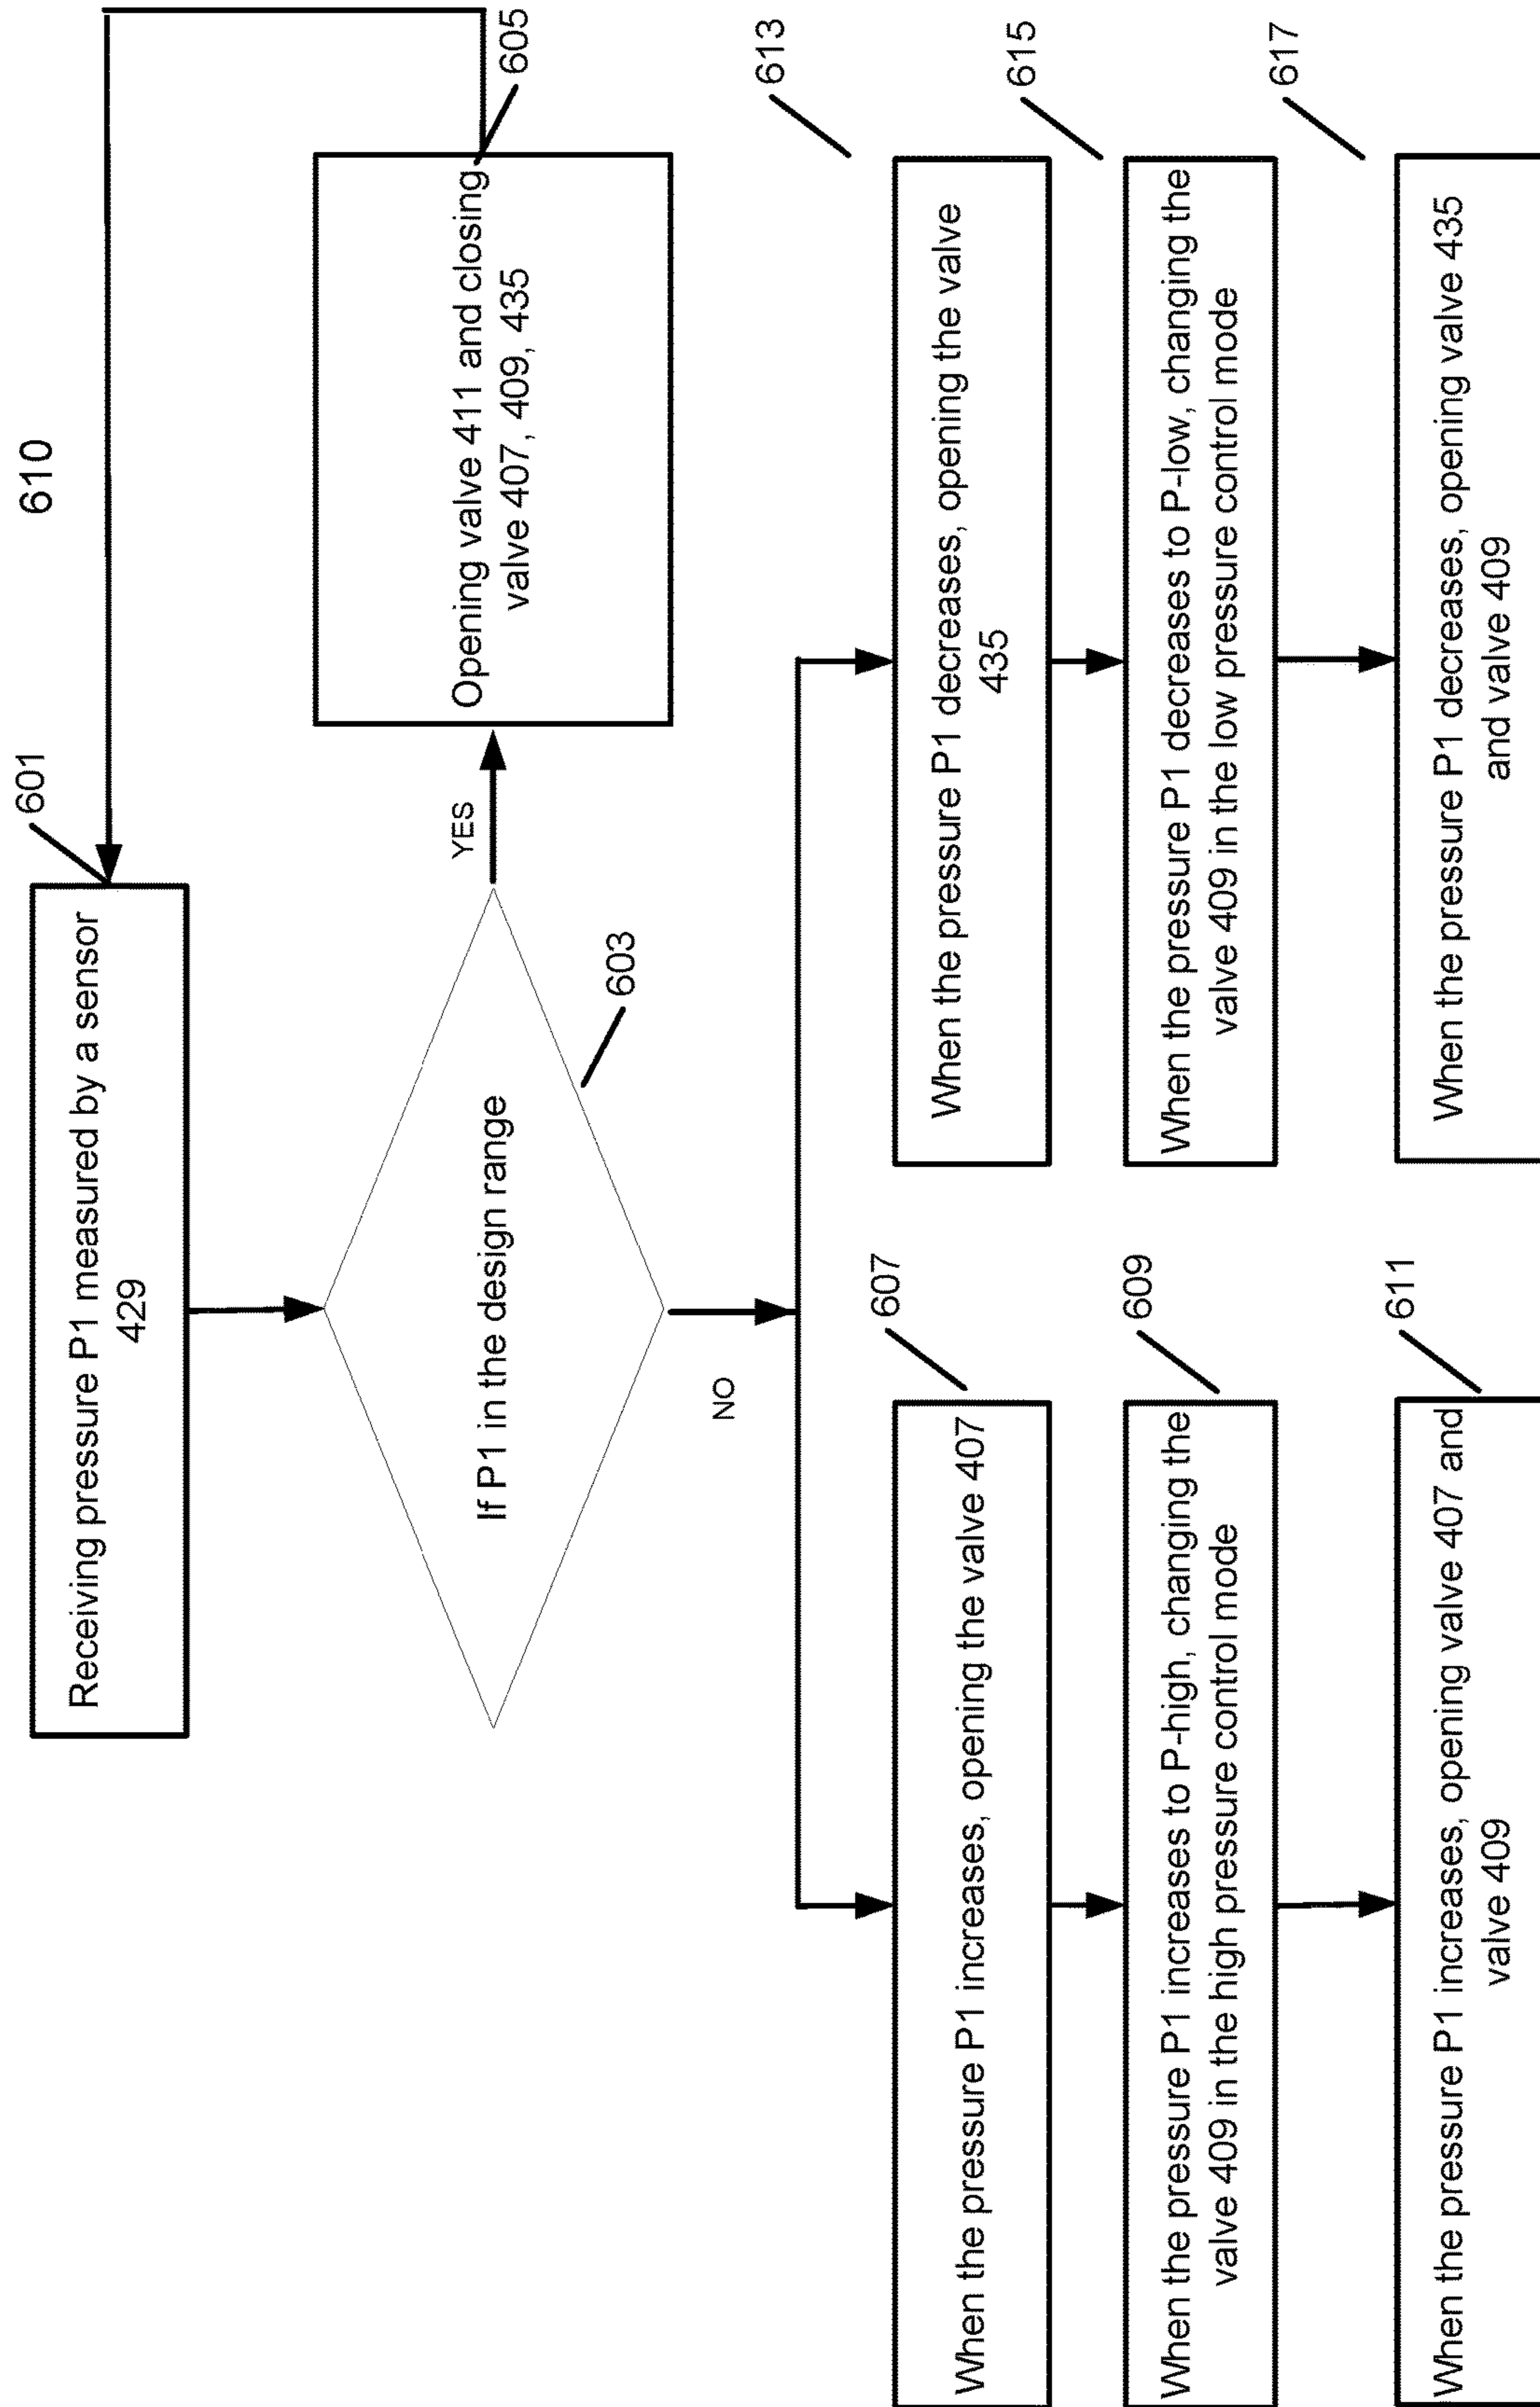 610
601
Receiving pressure P1 measured by a sensor
429
603
If P1 in the design range
YES
605
Opening valve 411 and closing
valve 407, 409, 435
NO
607
When the pressure P1 increases, opening the valve 407
609
When the pressure P1 increases to P-high, changing the
valve 409 in the high pressure control mode
611
When the pressure P1 increases, opening valve 407 and
valve 409
613
When the pressure P1 decreases, opening the valve
435
615
When the pressure P1 decreases to P-low, changing the
valve 409 in the low pressure control mode
617
When the pressure P1 decreases, opening valve 435
and valve 409